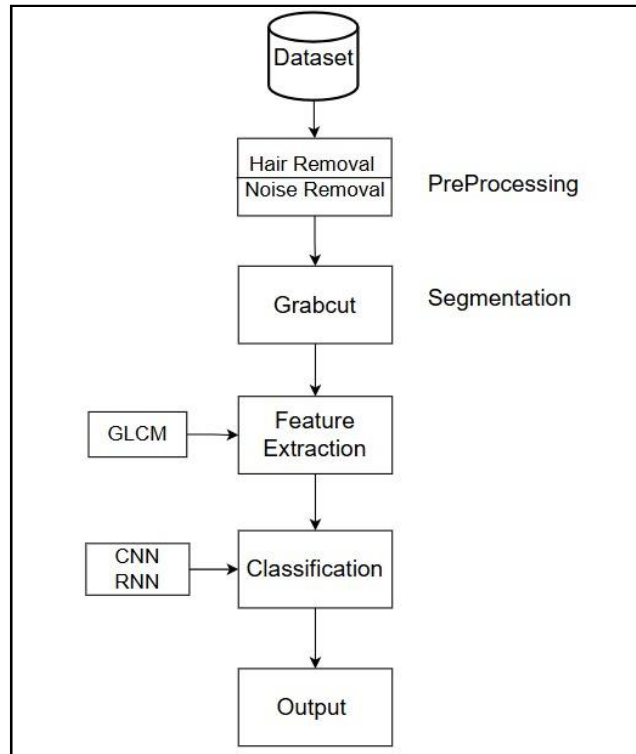 Dataset
Hair Removal
Noise Removal
PreProcessing
Grabcut
Segmentation
GLCM
Feature
Extraction
CNN
RNN
Classification
Output